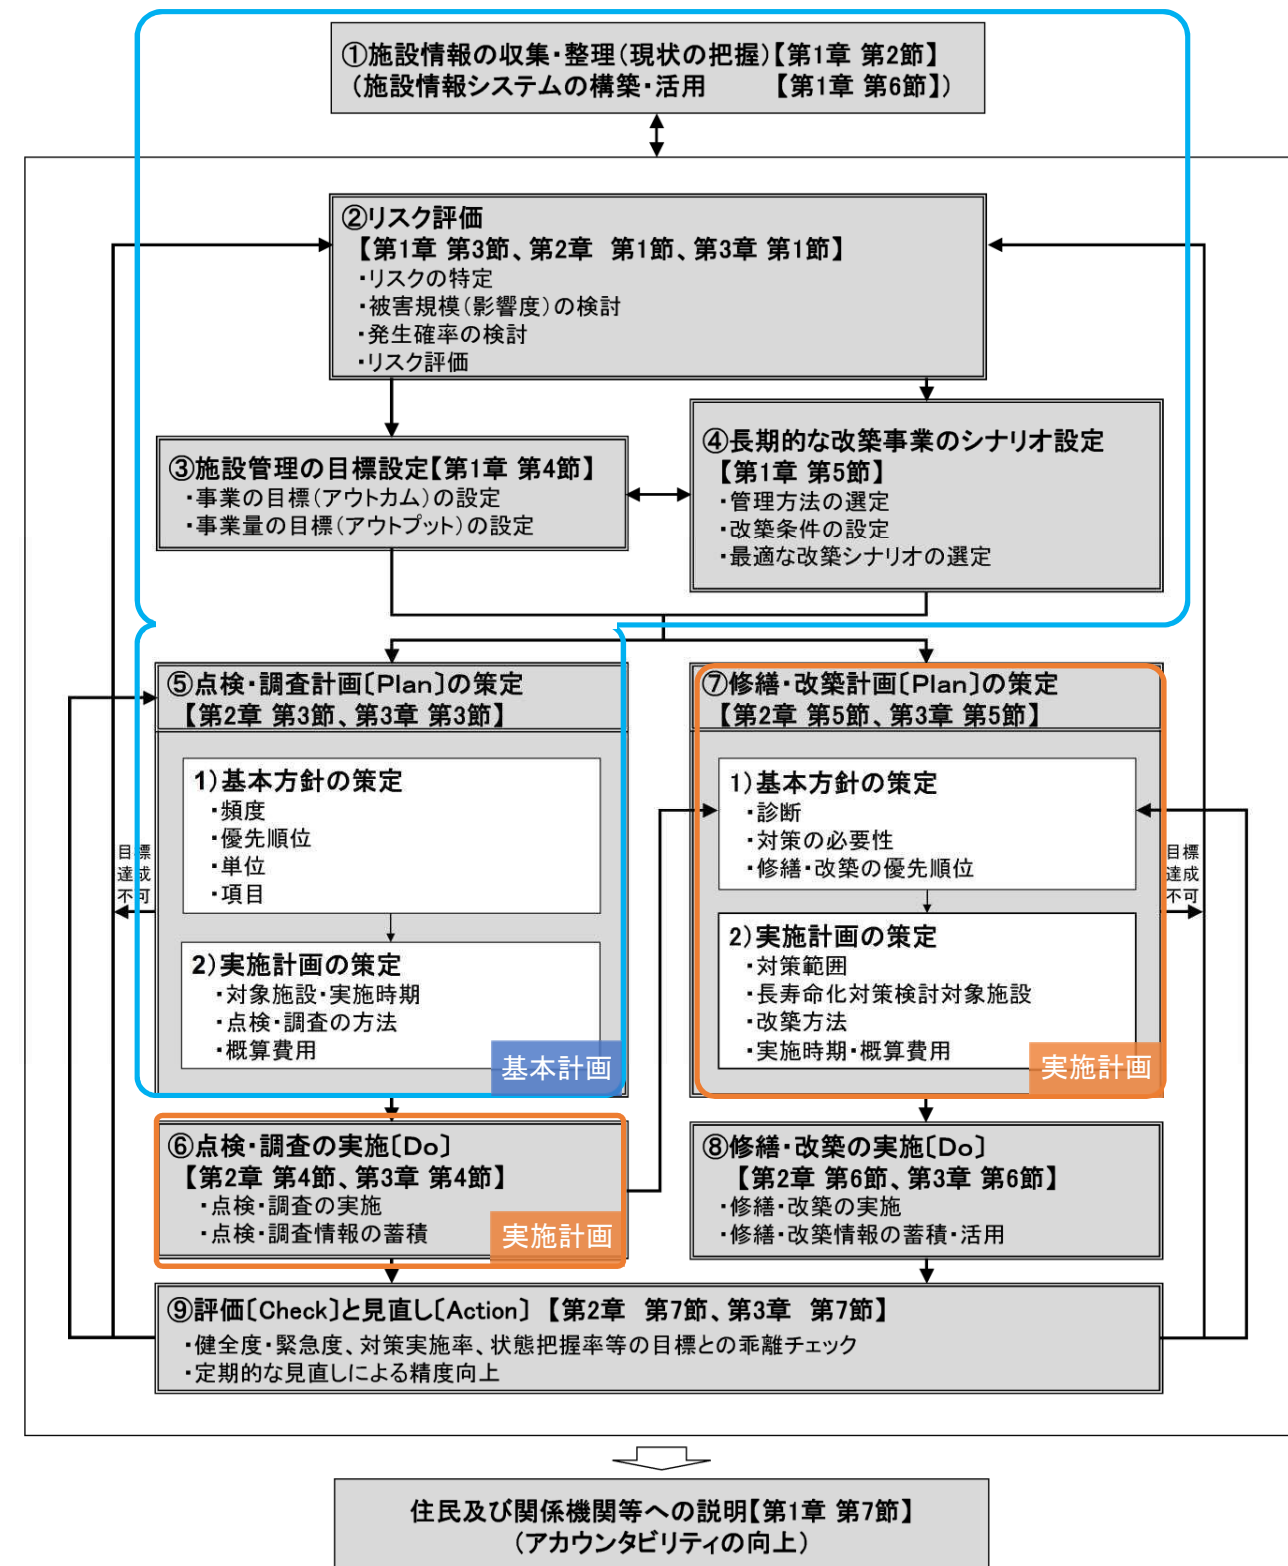 ①施設情報の収集・整理(現状の把握)【第1章 第2節】
(施設情報システムの構築・活用　　【第1章 第6節】)
②リスク評価
【第1章 第3節、第2章　第1節、第3章 第1節】
・リスクの特定
・被害規模(影響度)の検討
・発生確率の検討
・リスク評価
③施設管理の目標設定【第1章 第4節】
・事業の目標(アウトカム)の設定
・事業量の目標(アウトプット)の設定
④長期的な改築事業のシナリオ設定
【第1章 第5節】
・管理方法の選定
・改築条件の設定
・最適な改築シナリオの選定
⑤点検・調査計画〔Plan〕の策定
【第2章 第3節、第3章 第3節】
1)基本方針の策定
・頻度
・優先順位
・単位
・項目
目標
達成
不可
2)実施計画の策定
・対象施設・実施時期
・点検・調査の方法
・概算費用
基本計画
⑦修繕・改築計画〔Plan〕の策定
【第2章 第5節、第3章 第5節】
1)基本方針の策定
・診断
・対策の必要性
・修繕・改築の優先順位
目標
達成
不可
2)実施計画の策定
・対策範囲
・長寿命化対策検討対象施設
・改築方法
・実施時期・概算費用
実施計画
⑥点検・調査の実施〔Do〕
【第2章 第4節、第3章 第4節】
・点検・調査の実施
・点検・調査情報の蓄積
実施計画
⑧修繕・改築の実施〔Do〕
【第2章 第6節、第3章 第6節】
・修繕・改築の実施
・修繕・改築情報の蓄積・活用
⑨評価〔Check〕と見直し〔Action〕【第2章　第7節、第3章　第7節】
・健全度・緊急度、対策実施率、状態把握率等の目標との乖離チェック
・定期的な見直しによる精度向上
住民及び関係機関等への説明【第1章 第7節】
(アカウンタビリティの向上)